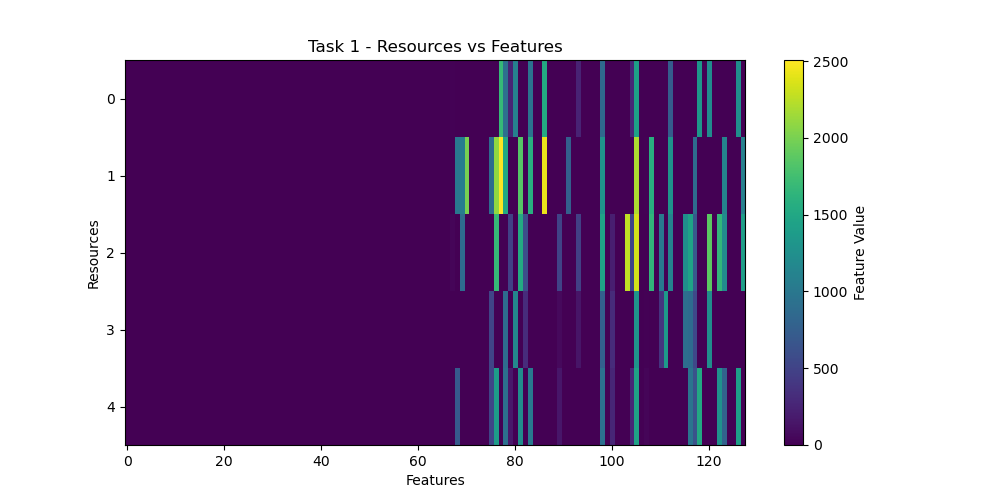 Task 1 - Resources vs Features
0
1
2
3
4
Resources
0 20 40 60 80 100 120
Features
2500
2000
1500
1000
500
0
Feature Value